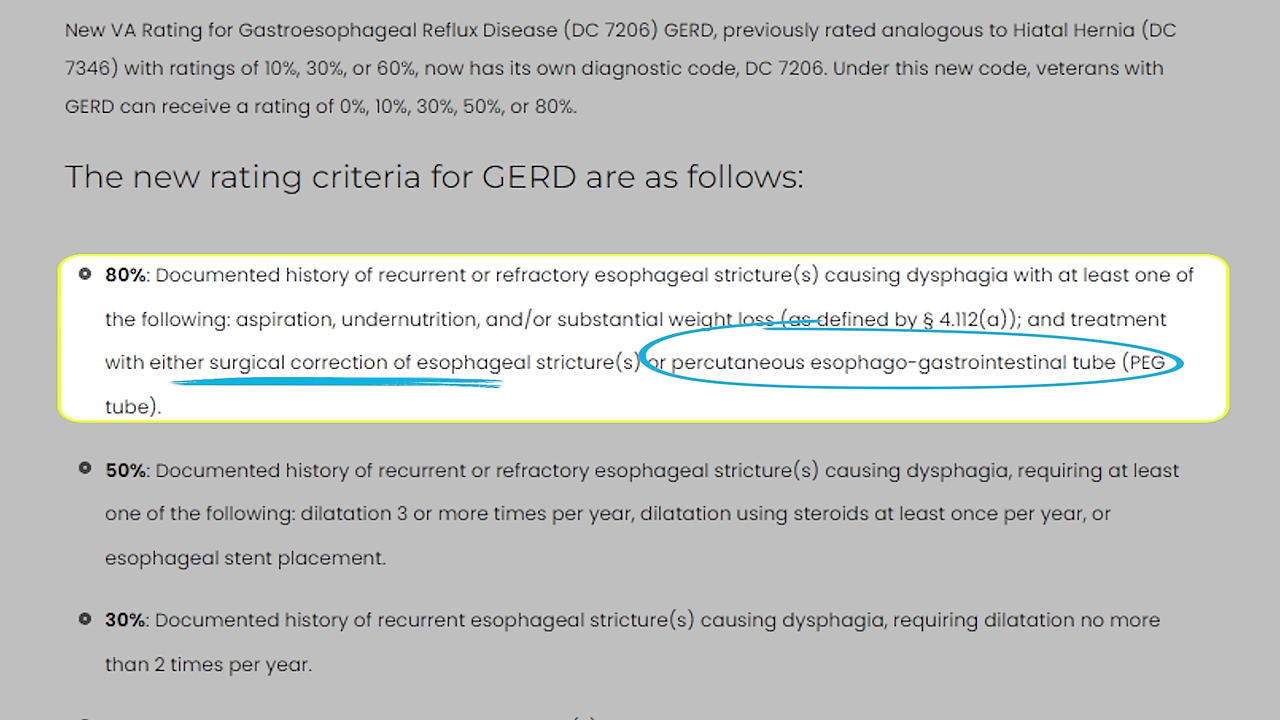 New VA Rating for Gastroesophageal Reflux Disease (DC 7206) GERD, previously rated analogous to Hiatal Hernia (DC
7346) with ratings of 10%, 30%, or 60%, now has its own diagnostic code, DC 7206. Under this new code, veterans with
GERD can receive a rating of 0%, 10%, 30%, 50%, or 80%.
The new rating criteria for GERD are as follows:
80%: Documented history of recurrent or refractory esophageal stricture(s) causing dysphagia with at least one of
the following: aspiration, undernutrition, and/or substantial weight loss (as defined by § 4.112(a)); and treatment
with either surgical correction of esophageal stricture(s) or percutaneous esophago-gastrointestinal tube (PEG
tube).
50%: Documented history of recurrent or refractory esophageal stricture(s) causing dysphagia, requiring at least
one of the following: dilatation 3 or more times per year, dilatation using steroids at least once per year, or
esophageal stent placement.
30%: Documented history of recurrent esophageal stricture(s) causing dysphagia, requiring dilatation no more
than 2 times per year.